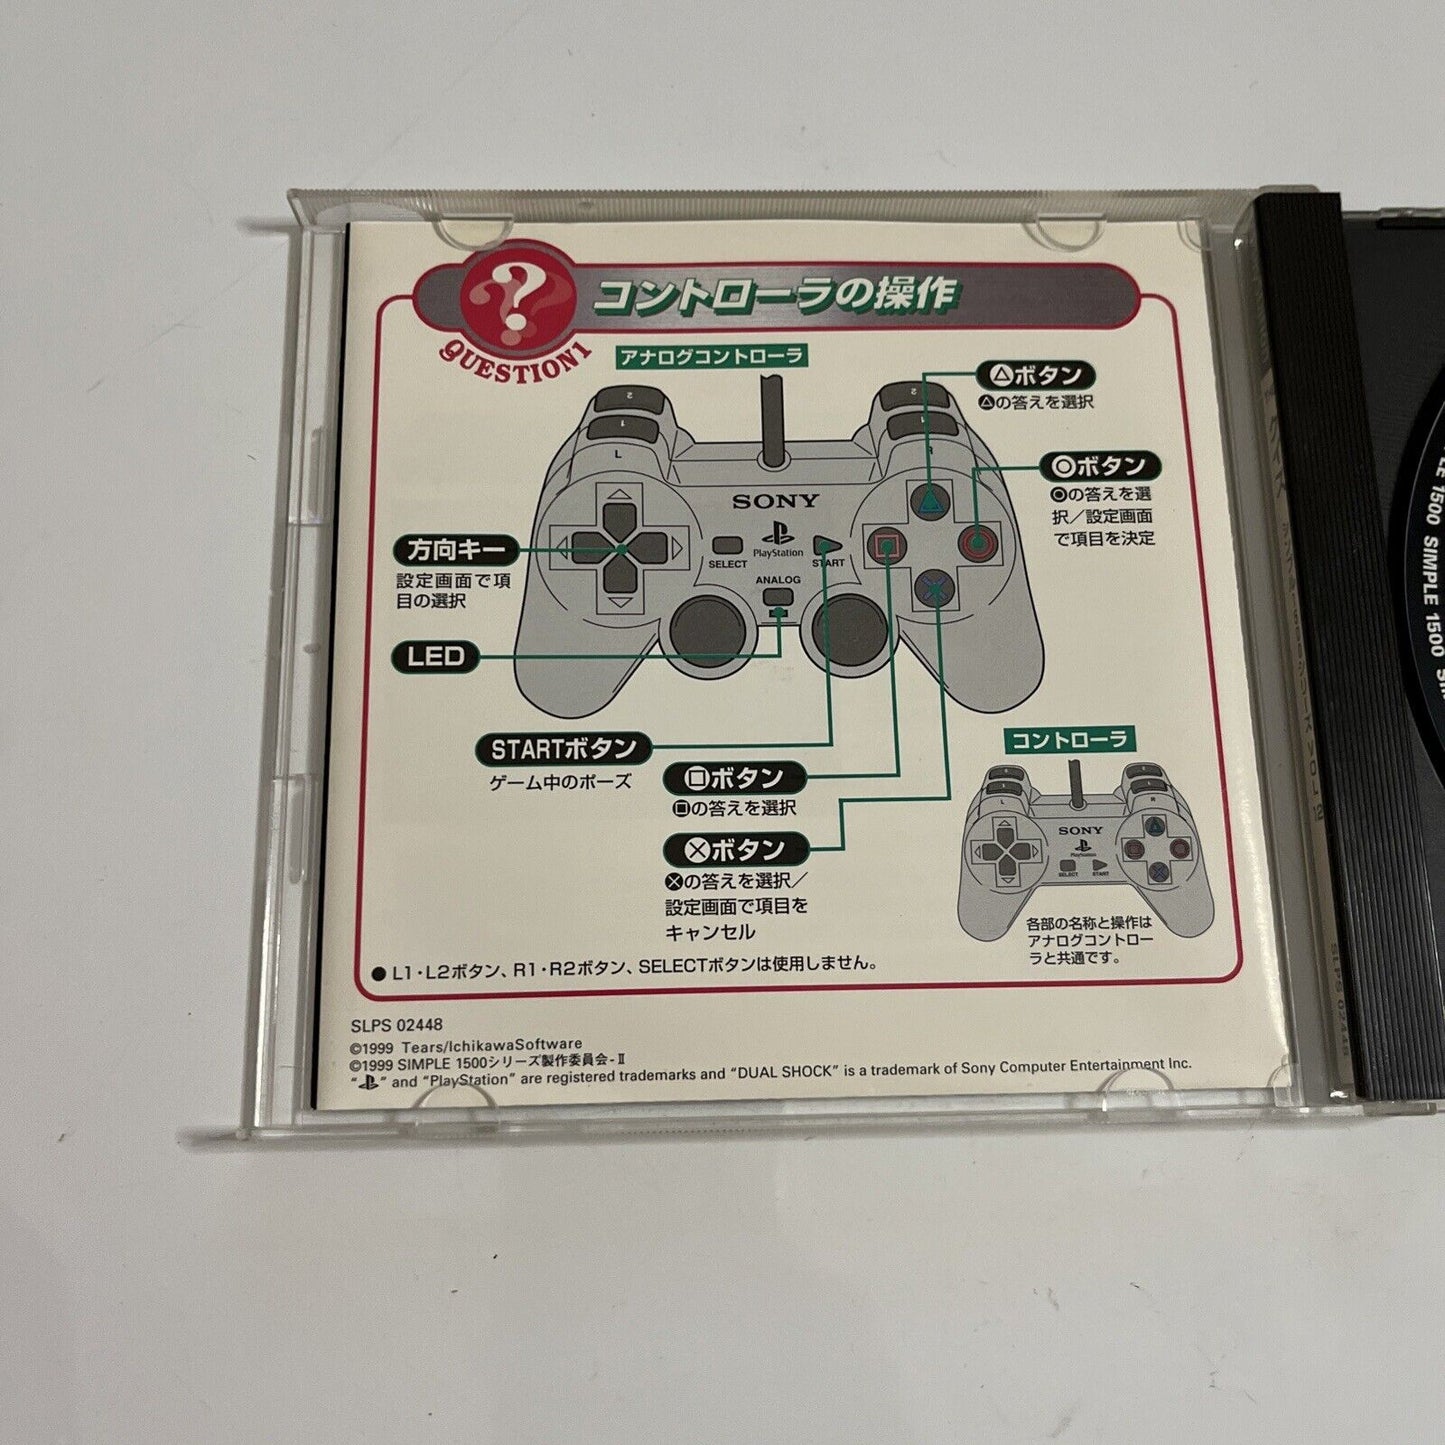 コントローラの操作
QUESTION1
アナログコントローラ
△ボタン
△の答えを選択
○ボタン
○の答えを選
択／設定画面
で項目を決定
2
1
L
2
1
R
SONY
PlayStation
SELECT
START
ANALOG
方向キー
設定画面で項
目の選択
LED
STARTボタン
ゲーム中のポーズ
□ボタン
□の答えを選択
×ボタン
×の答えを選択／
設定画面で項目を
キャンセル
コントローラ
L
R
SONY
PlayStation
SELECT
START
各部の名称と操作は
アナログコントロー
ラと共通です。
●L1・L2ボタン、R1・R2ボタン、SELECTボタンは使用しません。
SLPS 02448
©1999 Tears/IchikawaSoftware
©1999 SIMPLE 1500シリーズ製作委員会-Ⅱ
“ ” and “PlayStation” are registered trademarks and “DUAL SHOCK” is a trademark of Sony Computer Entertainment Inc.
SLPS 02448
LE 1500 SIMPLE 1500